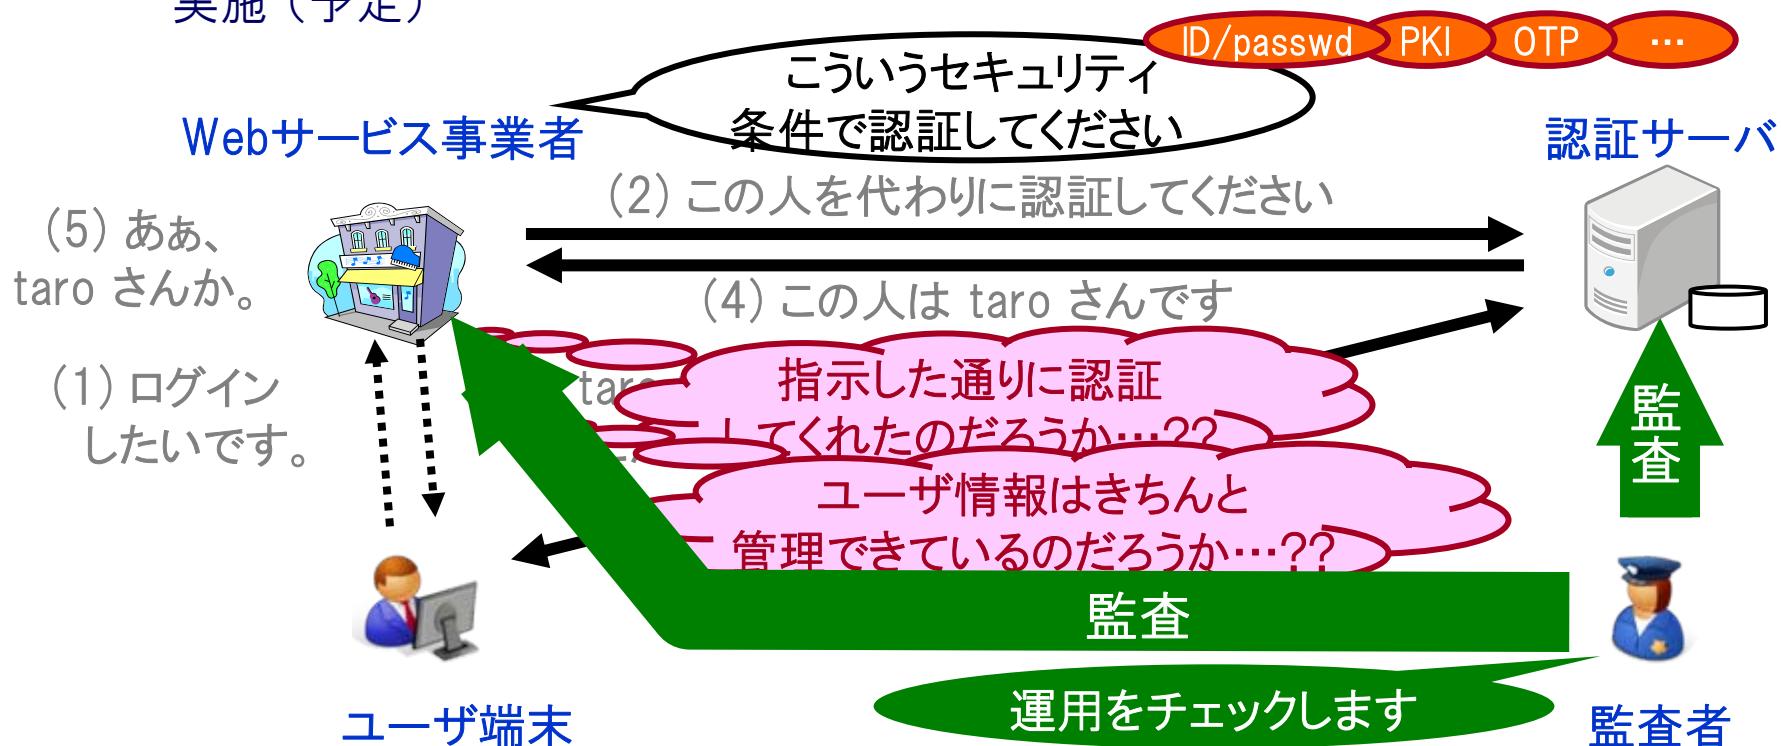 実施（予定）
ID/passwd PKI OTP …
こういうセキュリティ
条件で認証してください
Webサービス事業者
認証サーバ
(2) この人を代わりに認証してください
(5) あぁ、
taro さんか。
(4) この人は taro さんです
(1) ログイン
したいです。
指示した通りに認証
してくれたのだろうか…??
ユーザ情報はきちんと
管理できているのだろうか…??
監査
監査
運用をチェックします
ユーザ端末
監査者